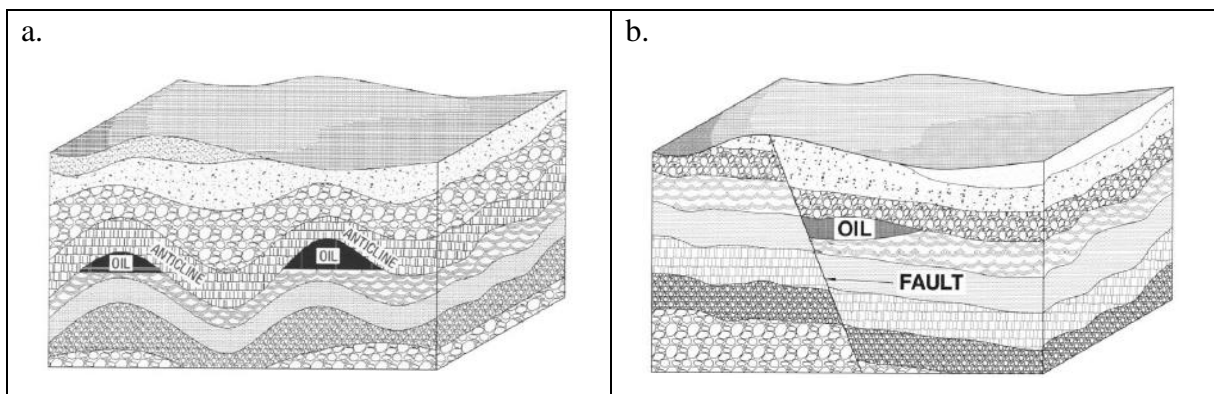 a.
OIL
ANTICLINE
OIL
ANTICLINE
b.
OIL
FAULT